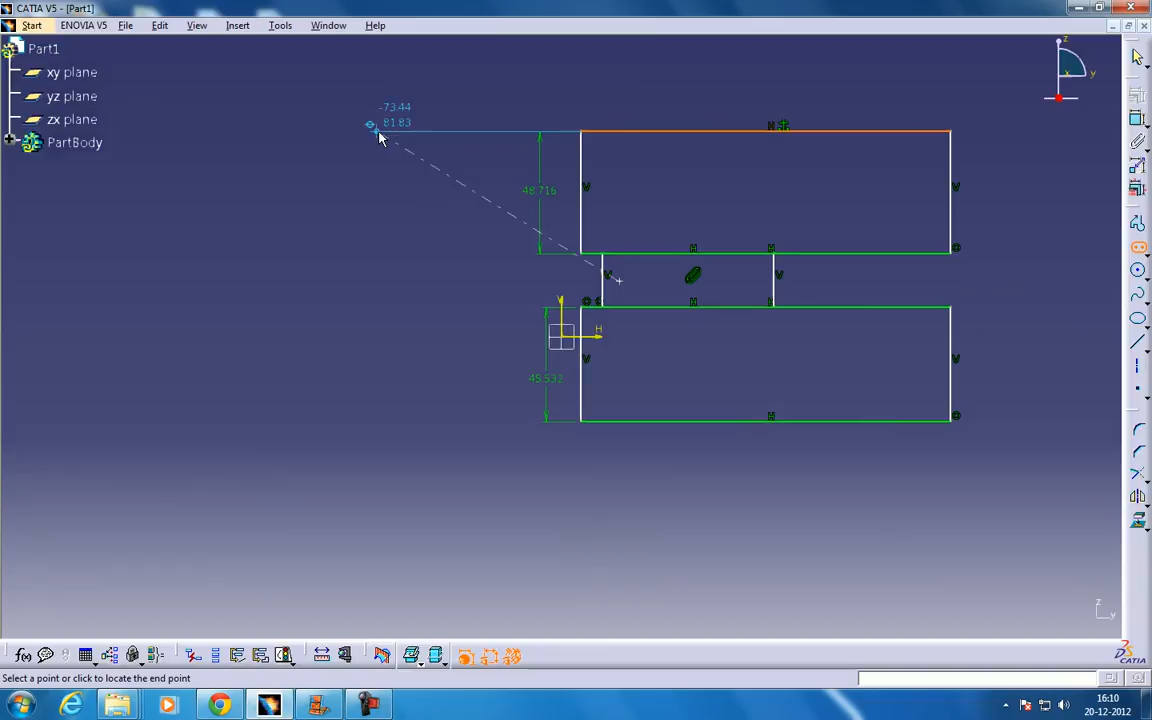 CATIA V5 - [Part1]
Start ENOVIA V5 File Edit View Insert Tools Window Help
Part1
xy plane
yz plane
zx plane
PartBody
z
x y
-73.44
81.83
H
48.716
V V
H H
V V
H
V
H
45.532
V V
H
z
y
CATIA
Select a point or click to locate the end point
16:10
20-12-2012